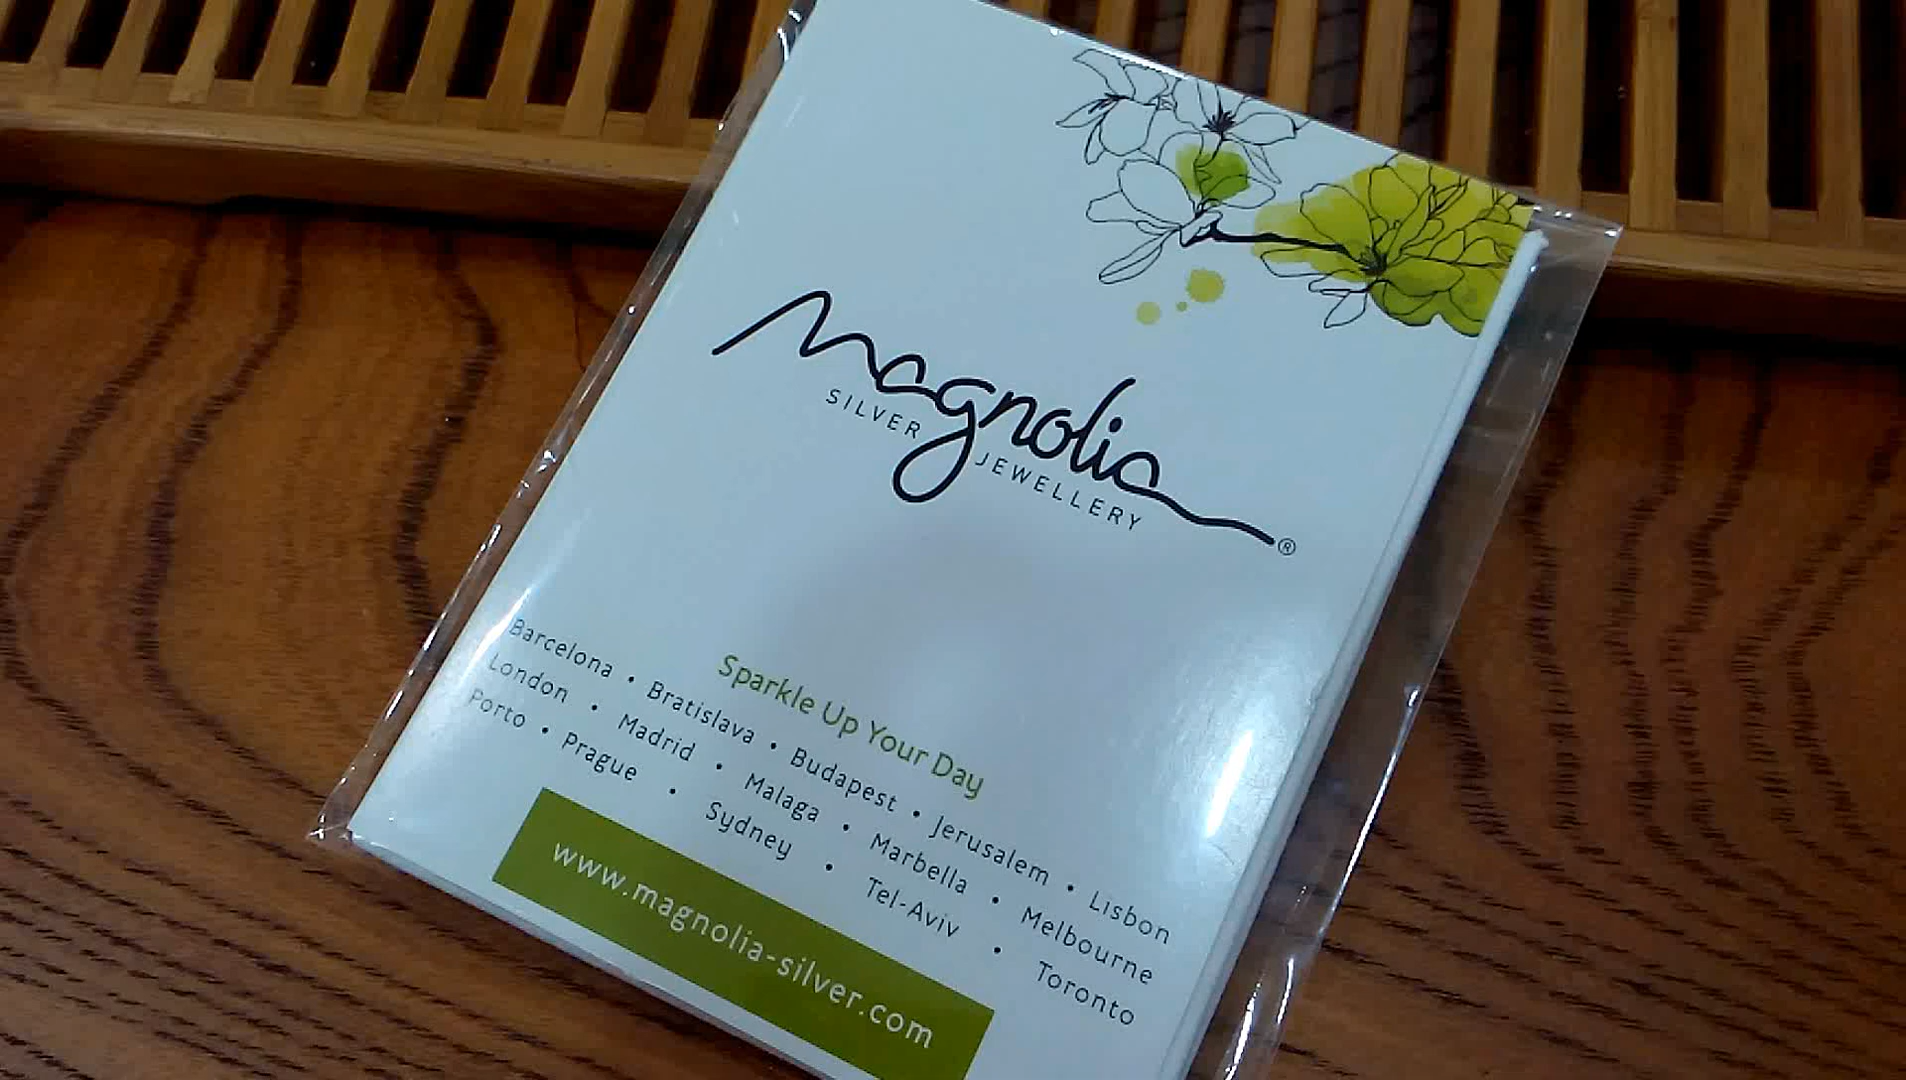 magnolia
SILVER JEWELLERY ®
Sparkle Up Your Day
Barcelona • Bratislava • Budapest • Jerusalem • Lisbon
London • Madrid • Malaga • Marbella • Melbourne
Porto • Prague • Sydney • Tel-Aviv • Toronto
www.magnolia-silver.com